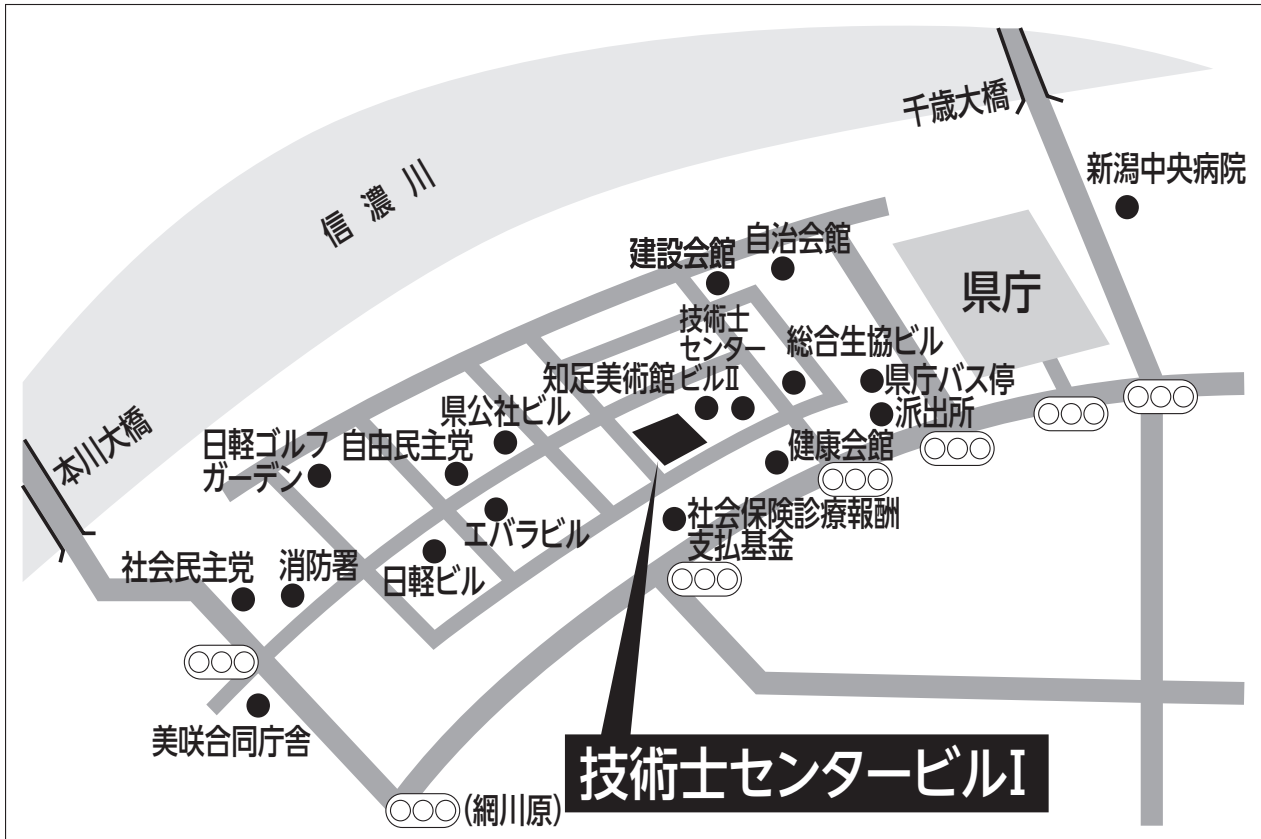 千歳大橋
新潟中央病院
信濃川
建設会館
自治会館
県庁
技術士
センター
ビルⅡ
総合生協ビル
知足美術館
県庁バス停
県公社ビル
派出所
本川大橋
日軽ゴルフ
ガーデン
自由民主党
健康会館
エバラビル
社会保険診療報酬
支払基金
社会民主党
消防署
日軽ビル
美咲合同庁舎
技術士センタービルⅠ
(網川原)